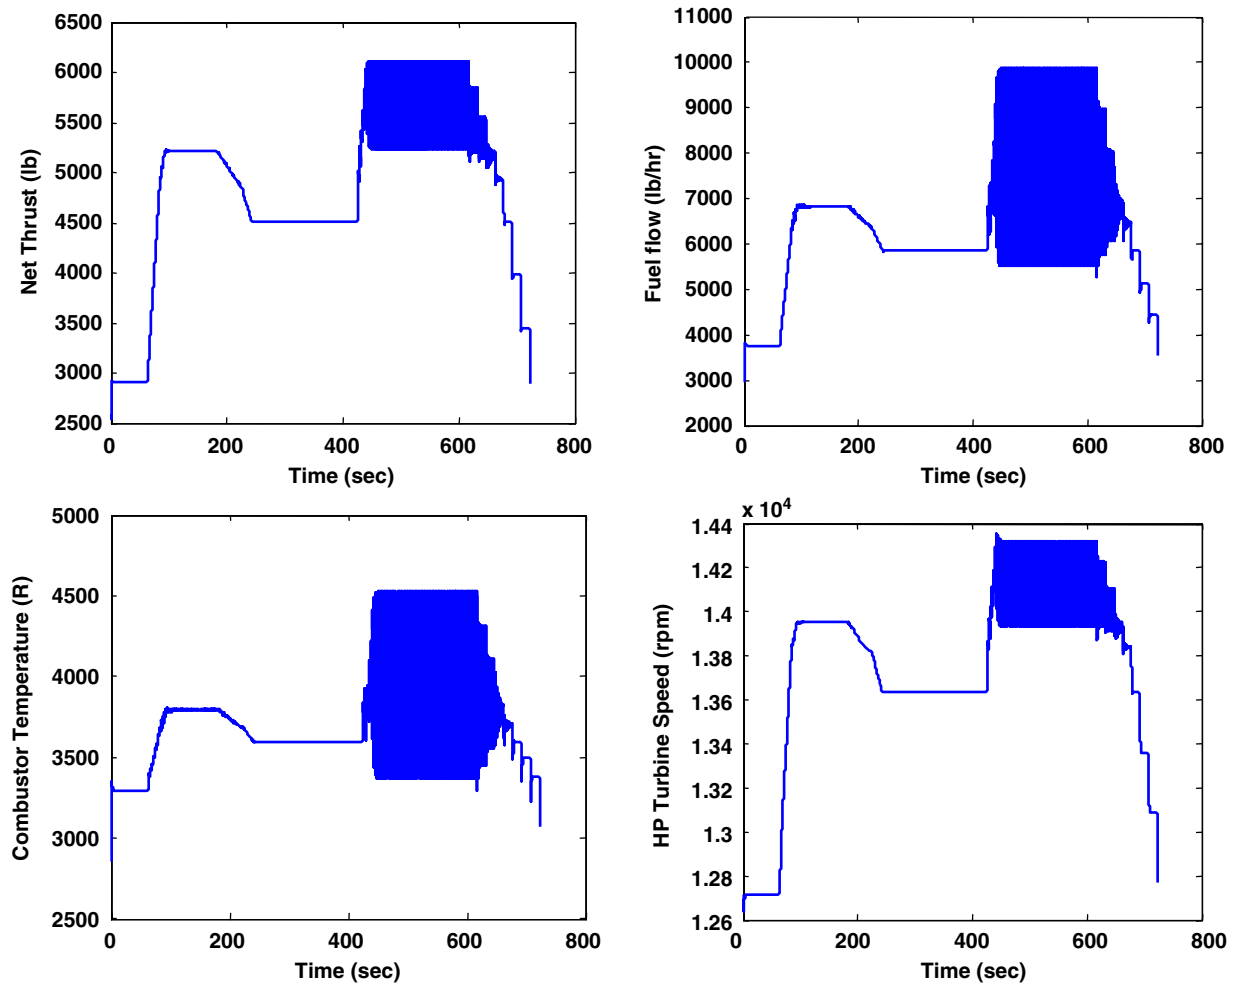 6500
6000
5500
5000
4500
4000
3500
3000
2500
Net Thrust (lb)
0 200 400 600 800
Time (sec)
11000
10000
9000
8000
7000
6000
5000
4000
3000
2000
Fuel flow (lb/hr)
0 200 400 600 800
Time (sec)
5000
4500
4000
3500
3000
2500
Combustor Temperature (R)
0 200 400 600 800
Time (sec)
x 10⁴
1.44
1.42
1.4
1.38
1.36
1.34
1.32
1.3
1.28
1.26
HP Turbine Speed (rpm)
0 200 400 600 800
Time (sec)